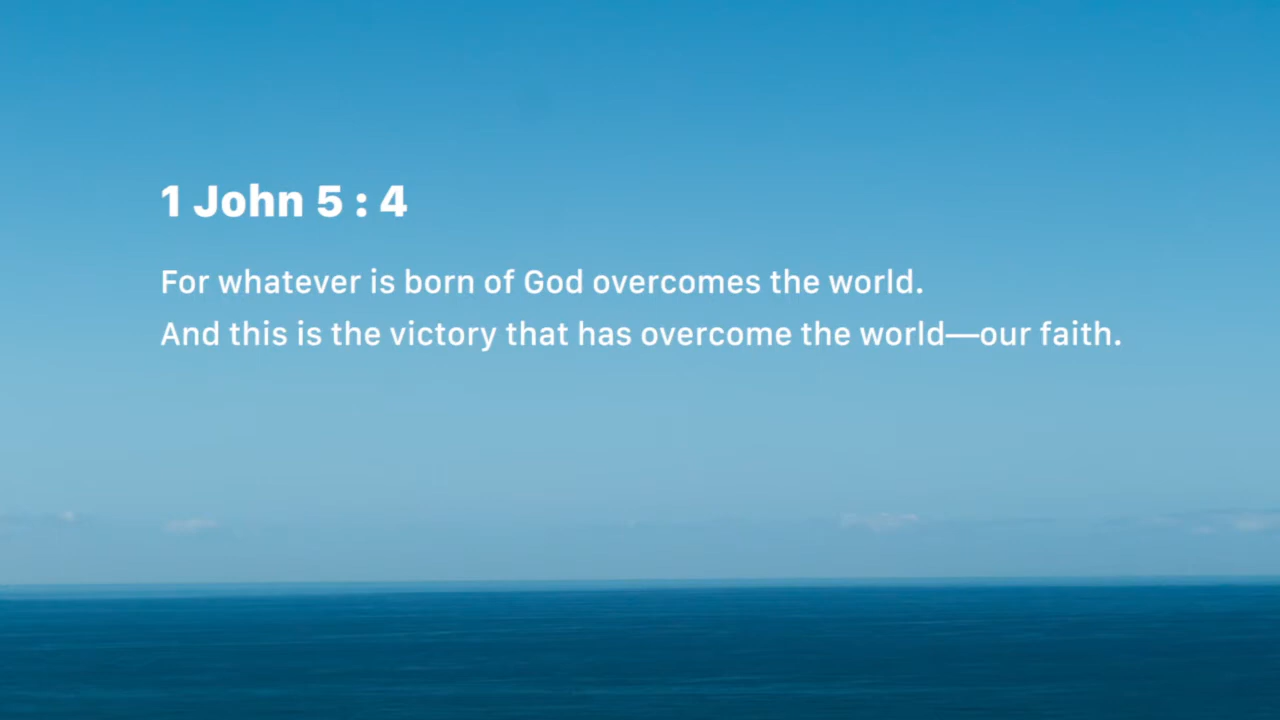 1 John 5 : 4
For whatever is born of God overcomes the world.
And this is the victory that has overcome the world—our faith.